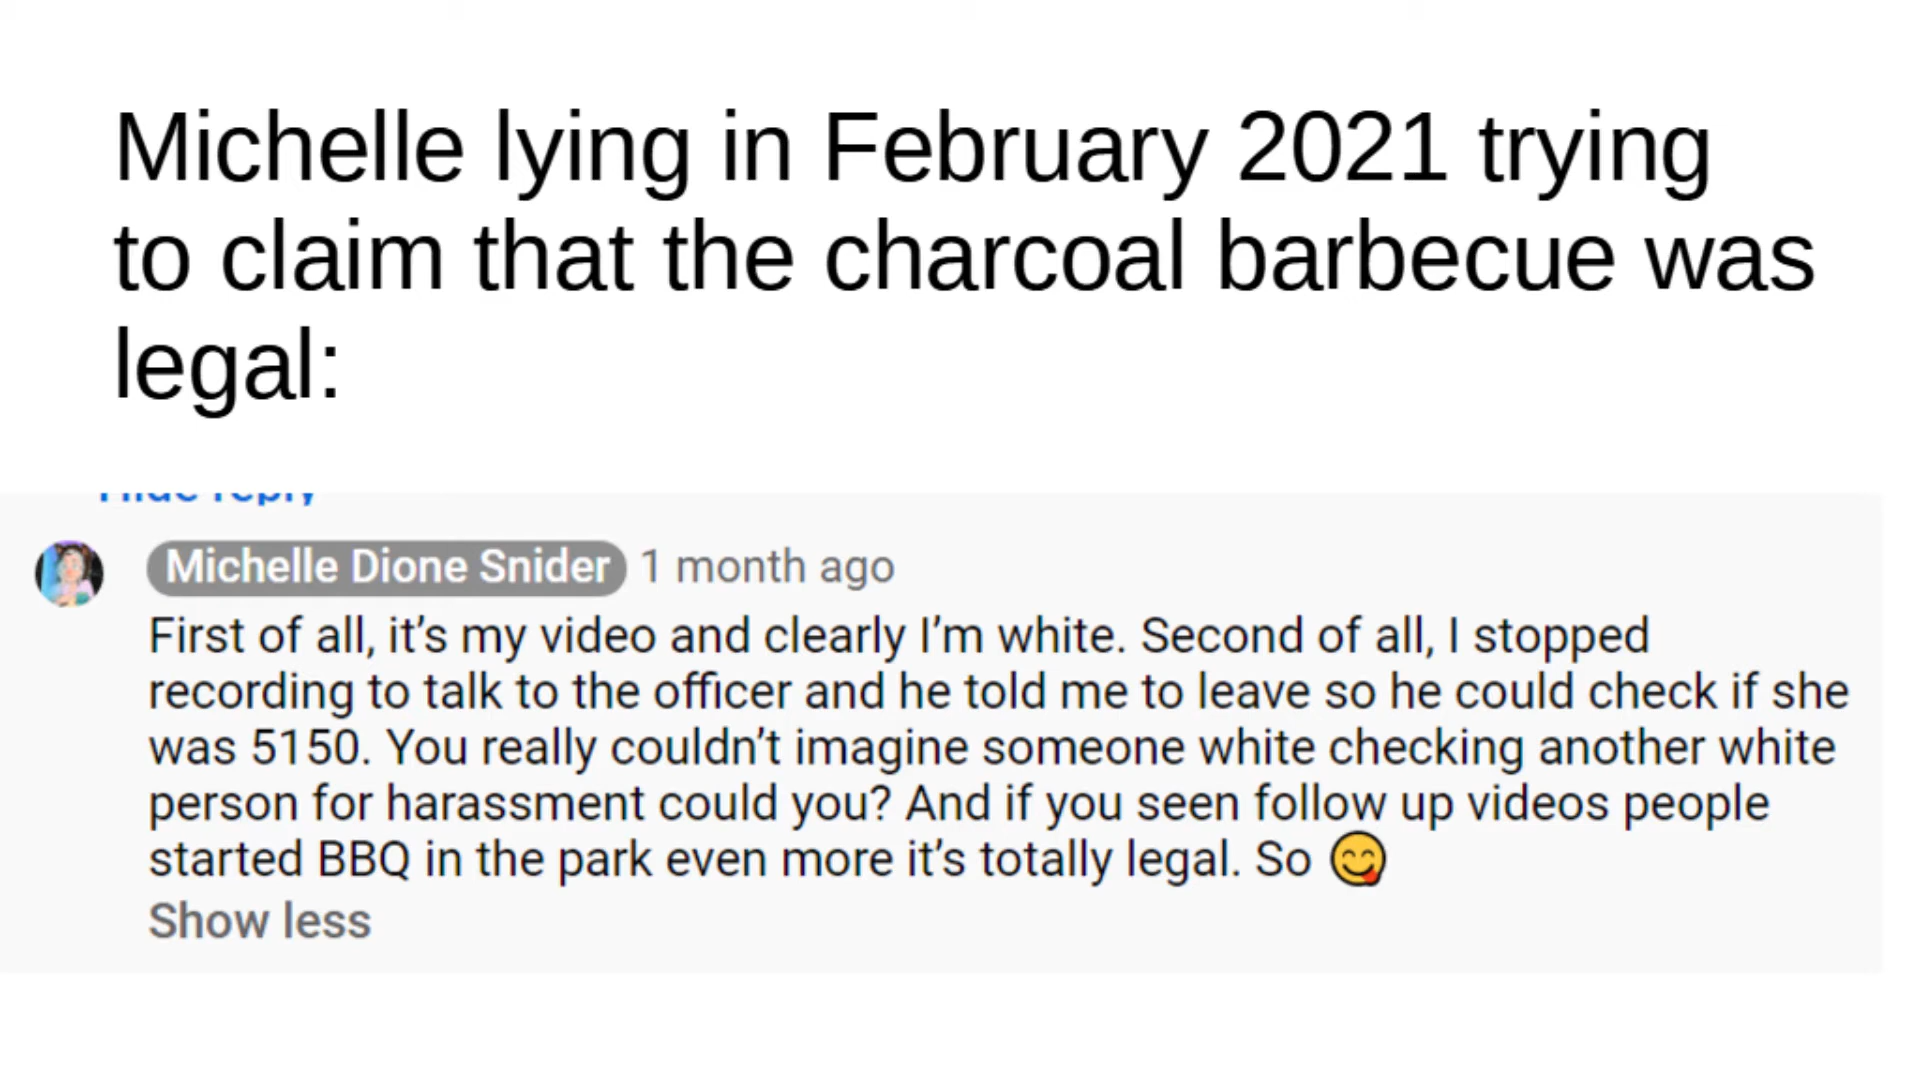 Michelle lying in February 2021 trying
to claim that the charcoal barbecue was
legal:
Hide reply
Michelle Dione Snider 1 month ago
First of all, it’s my video and clearly I’m white. Second of all, I stopped
recording to talk to the officer and he told me to leave so he could check if she
was 5150. You really couldn’t imagine someone white checking another white
person for harassment could you? And if you seen follow up videos people
started BBQ in the park even more it’s totally legal. So 😋
Show less